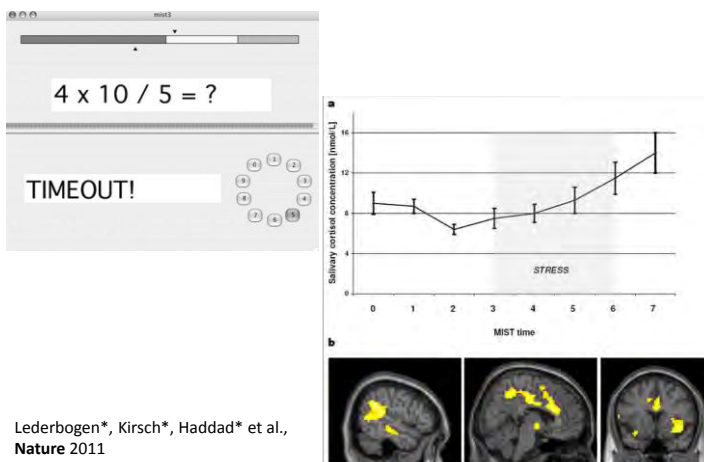 mist3
4 x 10 / 5 = ?
TIMEOUT!
0
1
2
3
4
5
6
7
8
9
Lederbogen*, Kirsch*, Haddad* et al.,
Nature 2011
a
Salivary cortisol concentration [nmol/L]
16
12
8
4
0
STRESS
0 1 2 3 4 5 6 7
MIST time
b